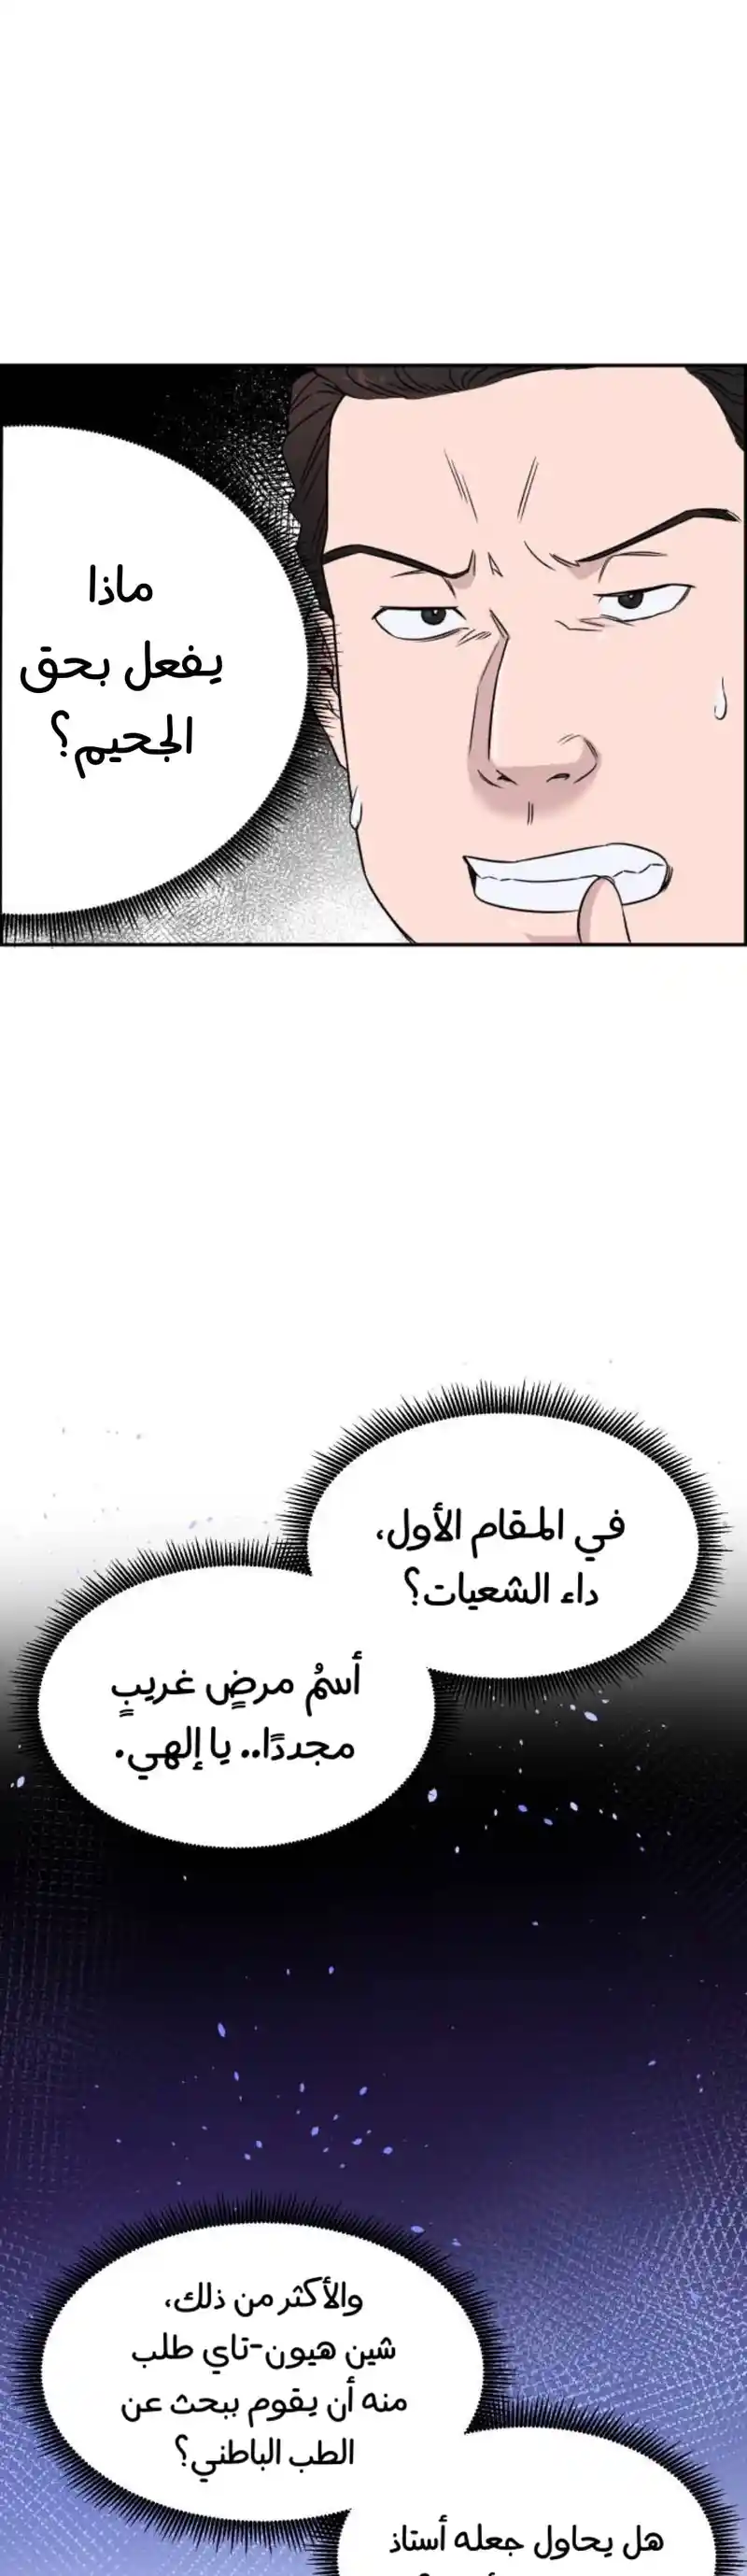 ماذا
يفعل بحق
الجحيم؟
في المقام الأول،
داء الشعيات؟
أسمُ مرضٍ غريبٍ
مجددًا.. يا إلهي.
والأكثر من ذلك،
شين هيون-تاي طلب
منه أن يقوم ببحث عن
الطب الباطني؟
هل يحاول جعله أستاذ